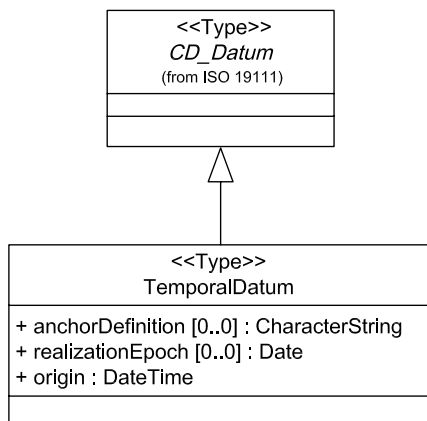 <<Type>>
CD_Datum
(from ISO 19111)
<<Type>>
TemporalDatum
+ anchorDefinition [0..0] : CharacterString
+ realizationEpoch [0..0] : Date
+ origin : DateTime